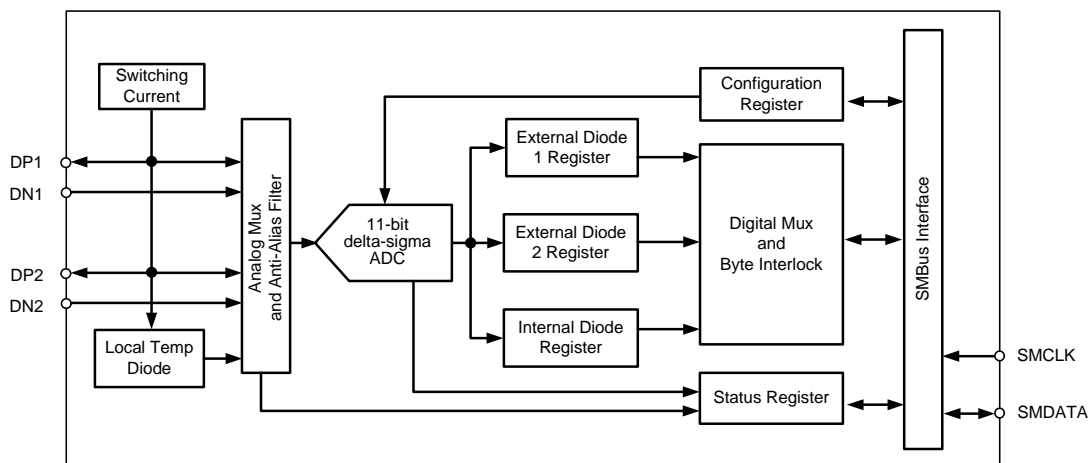 Switching
Current
DP1
DN1
DP2
DN2
Local Temp
Diode
Analog Mux
and Anti-Alias Filter
11-bit
delta-sigma
ADC
Configuration
Register
External Diode
1 Register
External Diode
2 Register
Internal Diode
Register
Digital Mux
and
Byte Interlock
Status Register
SMBus Interface
SMCLK
SMDATA